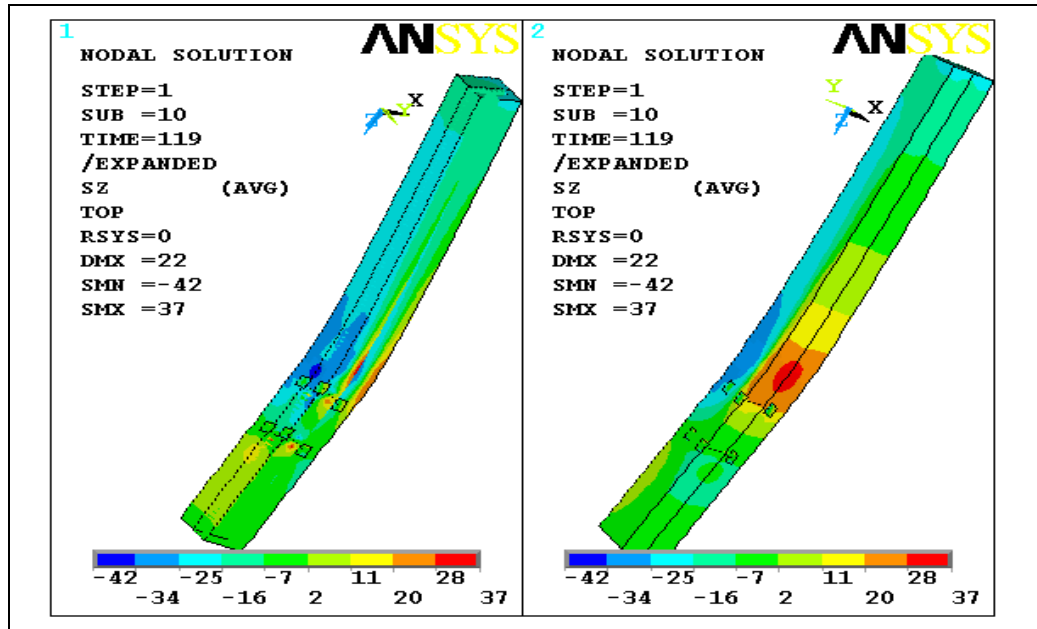 1
ANSYS
NODAL SOLUTION
STEP=1
SUB =10
TIME=119
/EXPANDED
SZ (AVG)
TOP
RSYS=0
DMX =22
SMN =-42
SMX =37
X
Y
Z
-42 -25 -7 11 28
-34 -16 2 20 37
2
ANSYS
NODAL SOLUTION
STEP=1
SUB =10
TIME=119
/EXPANDED
SZ (AVG)
TOP
RSYS=0
DMX =22
SMN =-42
SMX =37
Y
X
Z
-42 -25 -7 11 28
-34 -16 2 20 37